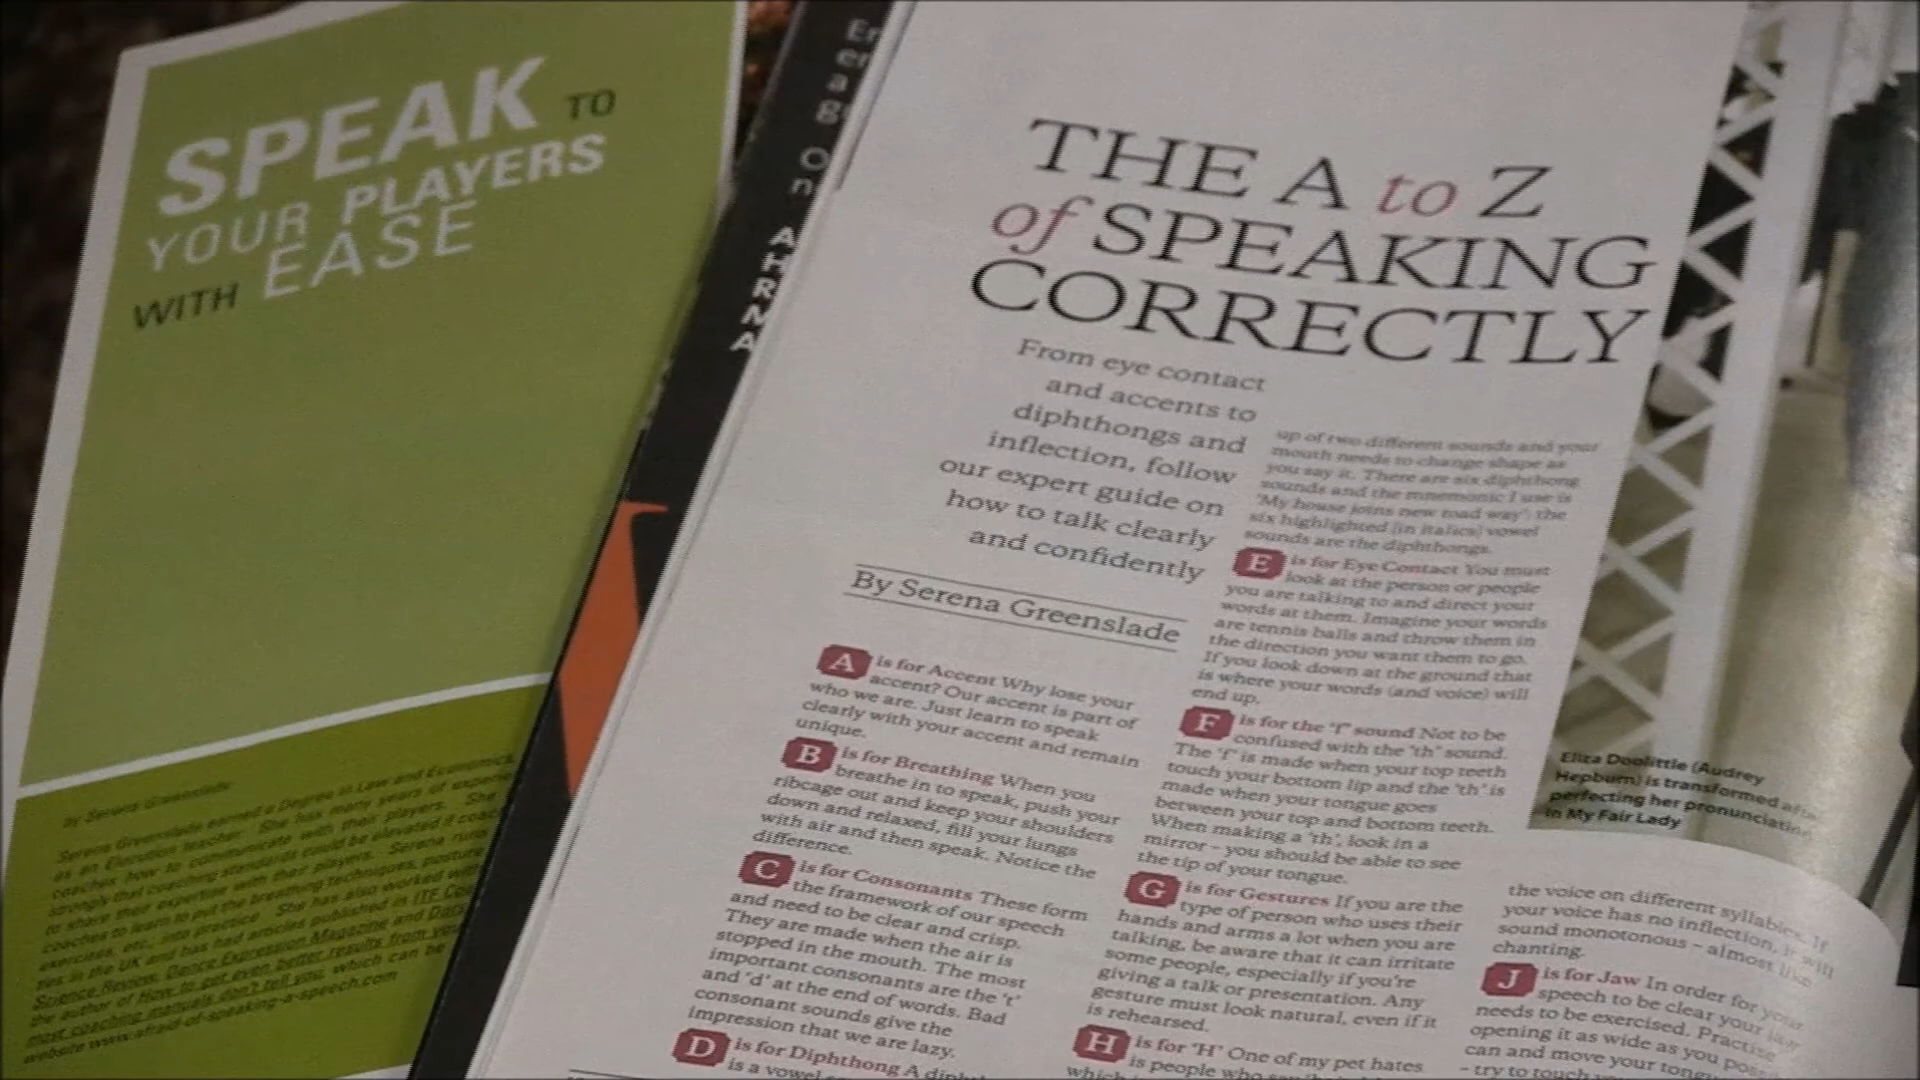 SPEAK TO
YOUR PLAYERS
WITH EASE
by Serena Greenslade
Serena Greenslade earned a Degree in Law and Economics
THE A to Z
of SPEAKING
CORRECTLY
From eye contact
and accents to
diphthongs and
inflection, follow
our expert guide on
how to talk clearly
and confidently
By Serena Greenslade
A is for Accent Why lose your
accent? Our accent is part of
who we are. Just learn to speak
clearly with your accent and remain
unique.
B is for Breathing When you
breathe in to speak, push your
ribcage out and keep your shoulders
down and relaxed, fill your lungs
with air and then speak. Notice the
difference.
C is for Consonants These form
the framework of our speech
and need to be clear and crisp.
They are made when the air is
stopped in the mouth. The most
important consonants are the 't'
and 'd' at the end of words. Bad
consonant sounds give the
impression that we are lazy.
D is for Diphthong A
is a vowel
up of two different sounds and your
mouth needs to change shape as
you say it. There are six diphthong
sounds and the mnemonic I use is
'My house joins new road way': the
six highlighted (in italics) vowel
sounds are the diphthongs.
E is for Eye Contact You must
look at the person or people
you are talking to and direct your
words at them. Imagine your words
are tennis balls and throw them in
the direction you want them to go.
If you look down at the ground that
is where your words (and voice) will
end up.
F is for the 'f' sound Not to be
confused with the 'th' sound.
The 'f' is made when your top teeth
touch your bottom lip and the 'th' is
made when your tongue goes
between your top and bottom teeth.
When making a 'th', look in a
mirror – you should be able to see
the tip of your tongue.
G is for Gestures If you are the
type of person who uses their
hands and arms a lot when you are
talking, be aware that it can irritate
some people, especially if you're
giving a talk or presentation. Any
gesture must look natural, even if it
is rehearsed.
H is for 'H' One of my pet hates
is people who say
Eliza Doolittle (Audrey
Hepburn) is transformed after
perfecting her pronunciation
in My Fair Lady
the voice on different syllables. If
your voice has no inflection, it will
sound monotonous – almost like
chanting.
J is for Jaw In order for your
speech to be clear your jaw
needs to be exercised. Practise
opening it as wide as you possibly
can and move your tongue
– try to touch your